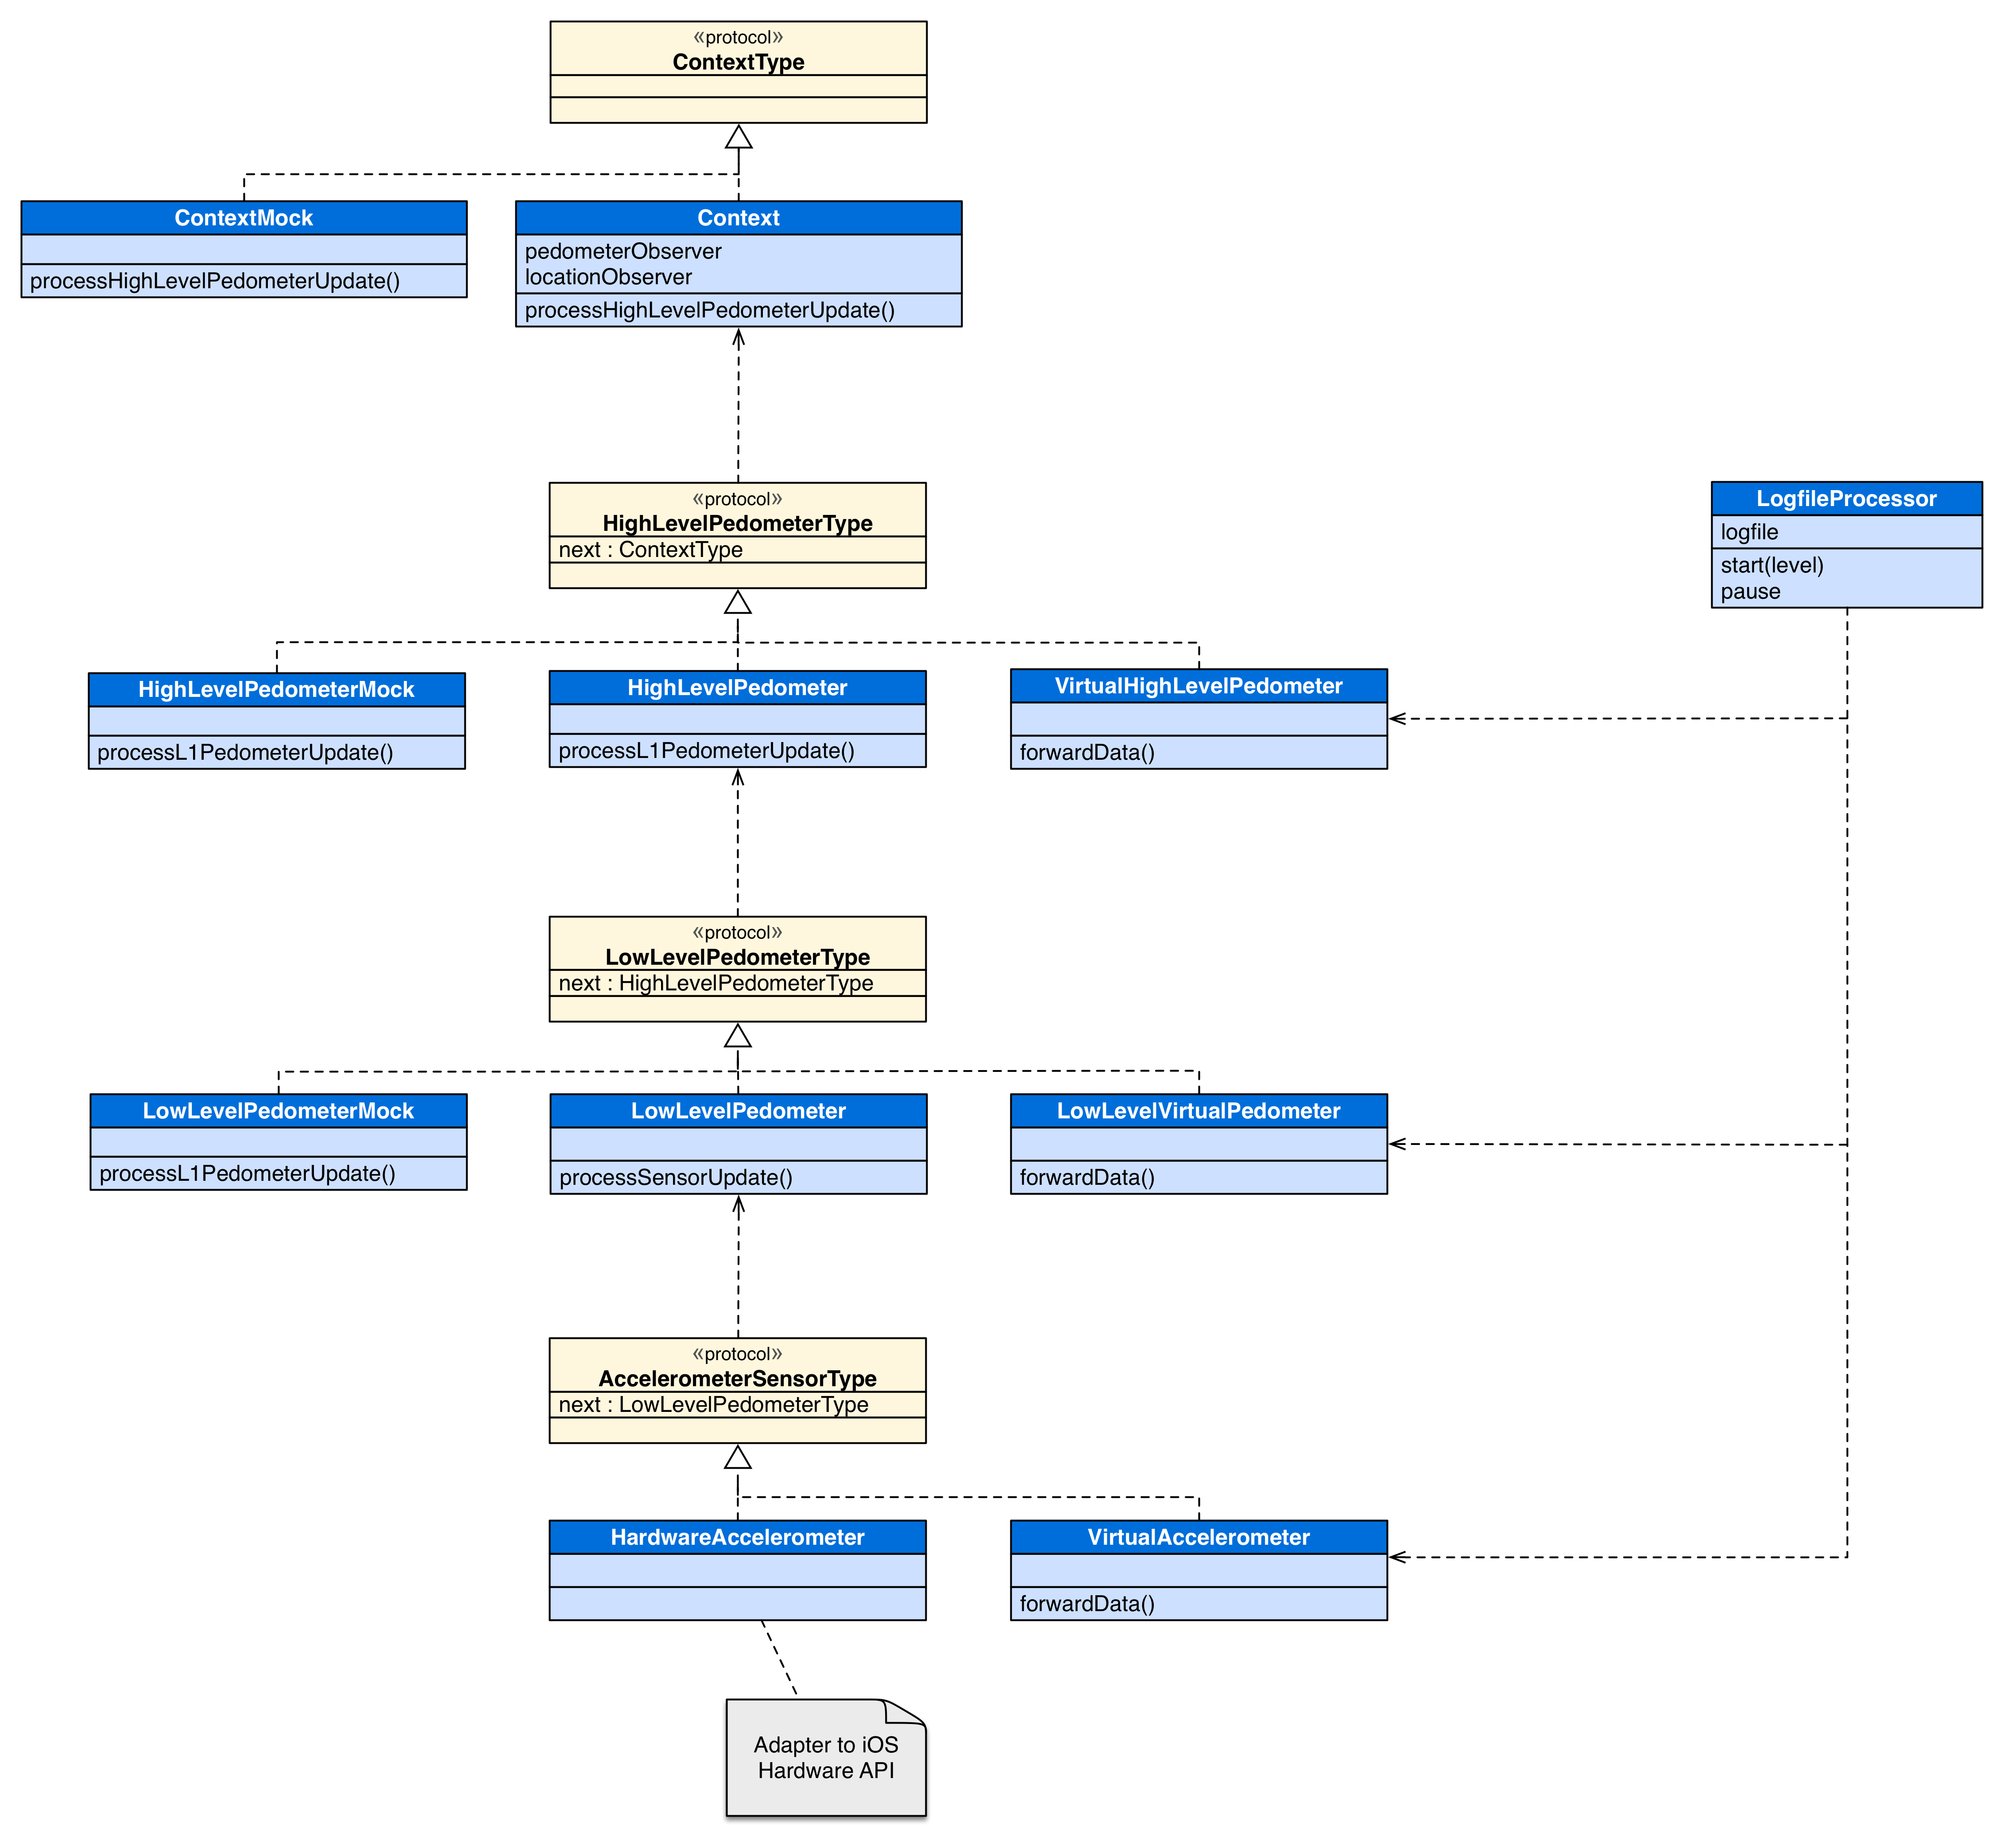 «protocol»
ContextType
ContextMock
processHighLevelPedometerUpdate()
Context
pedometerObserver
locationObserver
processHighLevelPedometerUpdate()
«protocol»
HighLevelPedometerType
next : ContextType
LogfileProcessor
logfile
start(level)
pause
HighLevelPedometerMock
processL1PedometerUpdate()
HighLevelPedometer
processL1PedometerUpdate()
VirtualHighLevelPedometer
forwardData()
«protocol»
LowLevelPedometerType
next : HighLevelPedometerType
LowLevelPedometerMock
processL1PedometerUpdate()
LowLevelPedometer
processSensorUpdate()
LowLevelVirtualPedometer
forwardData()
«protocol»
AccelerometerSensorType
next : LowLevelPedometerType
HardwareAccelerometer
VirtualAccelerometer
forwardData()
Adapter to iOS
Hardware API